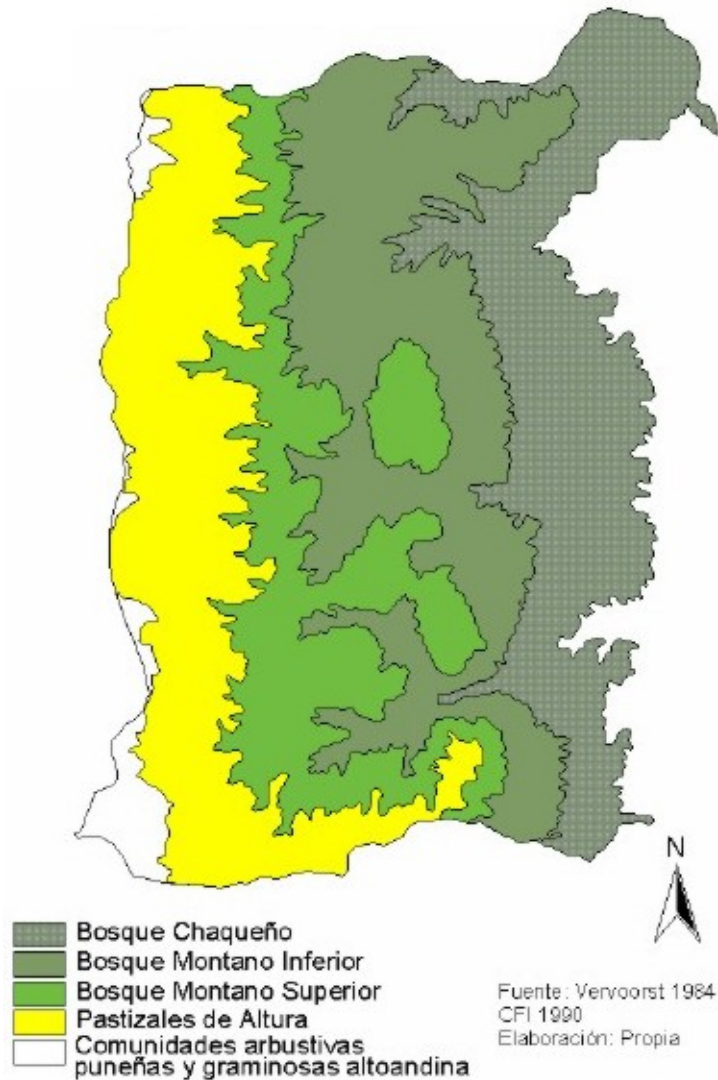 N
Bosque Chaqueño
Bosque Montano Inferior
Bosque Montano Superior
Pastizales de Altura
Comunidades arbustivas
puneñas y graminosas altoandina
Fuente: Vervoorst 1984
CFI 1990
Elaboración: Propia